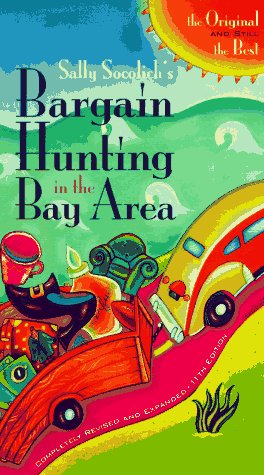 the Original
AND STILL
the Best
Sally Socolich's
Bargain
Hunting
in the
Bay Area
COMPLETELY REVISED AND EXPANDED • 11TH EDITION